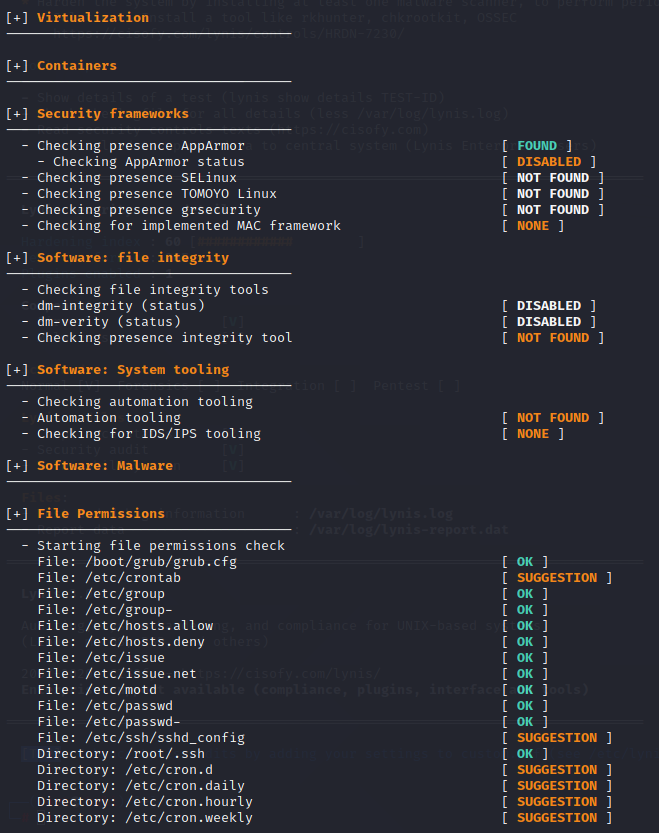 [+] Virtualization
------------------------------------
[+] Containers
------------------------------------
[+] Security frameworks
------------------------------------
- Checking presence AppArmor [ FOUND ]
- Checking AppArmor status [ DISABLED ]
- Checking presence SELinux [ NOT FOUND ]
- Checking presence TOMOYO Linux [ NOT FOUND ]
- Checking presence grsecurity [ NOT FOUND ]
- Checking for implemented MAC framework [ NONE ]
[+] Software: file integrity
------------------------------------
- Checking file integrity tools
- dm-integrity (status) [ DISABLED ]
- dm-verity (status) [ DISABLED ]
- Checking presence integrity tool [ NOT FOUND ]
[+] Software: System tooling
------------------------------------
- Checking automation tooling
- Automation tooling [ NOT FOUND ]
- Checking for IDS/IPS tooling [ NONE ]
[+] Software: Malware
------------------------------------
[+] File Permissions
------------------------------------
- Starting file permissions check
File: /boot/grub/grub.cfg [ OK ]
File: /etc/crontab [ SUGGESTION ]
File: /etc/group [ OK ]
File: /etc/group- [ OK ]
File: /etc/hosts.allow [ OK ]
File: /etc/hosts.deny [ OK ]
File: /etc/issue [ OK ]
File: /etc/issue.net [ OK ]
File: /etc/motd [ OK ]
File: /etc/passwd [ OK ]
File: /etc/passwd- [ OK ]
File: /etc/ssh/sshd_config [ SUGGESTION ]
Directory: /root/.ssh [ OK ]
Directory: /etc/cron.d [ SUGGESTION ]
Directory: /etc/cron.daily [ SUGGESTION ]
Directory: /etc/cron.hourly [ SUGGESTION ]
Directory: /etc/cron.weekly [ SUGGESTION ]